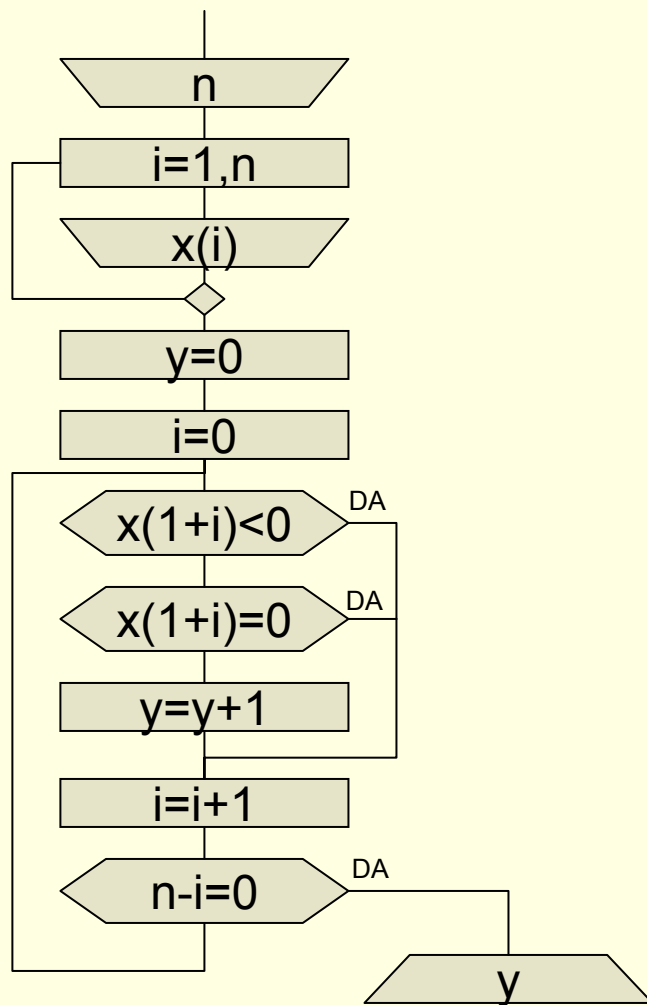 n
i=1,n
x(i)
y=0
i=0
x(1+i)<0
DA
x(1+i)=0
DA
y=y+1
i=i+1
n-i=0
DA
y